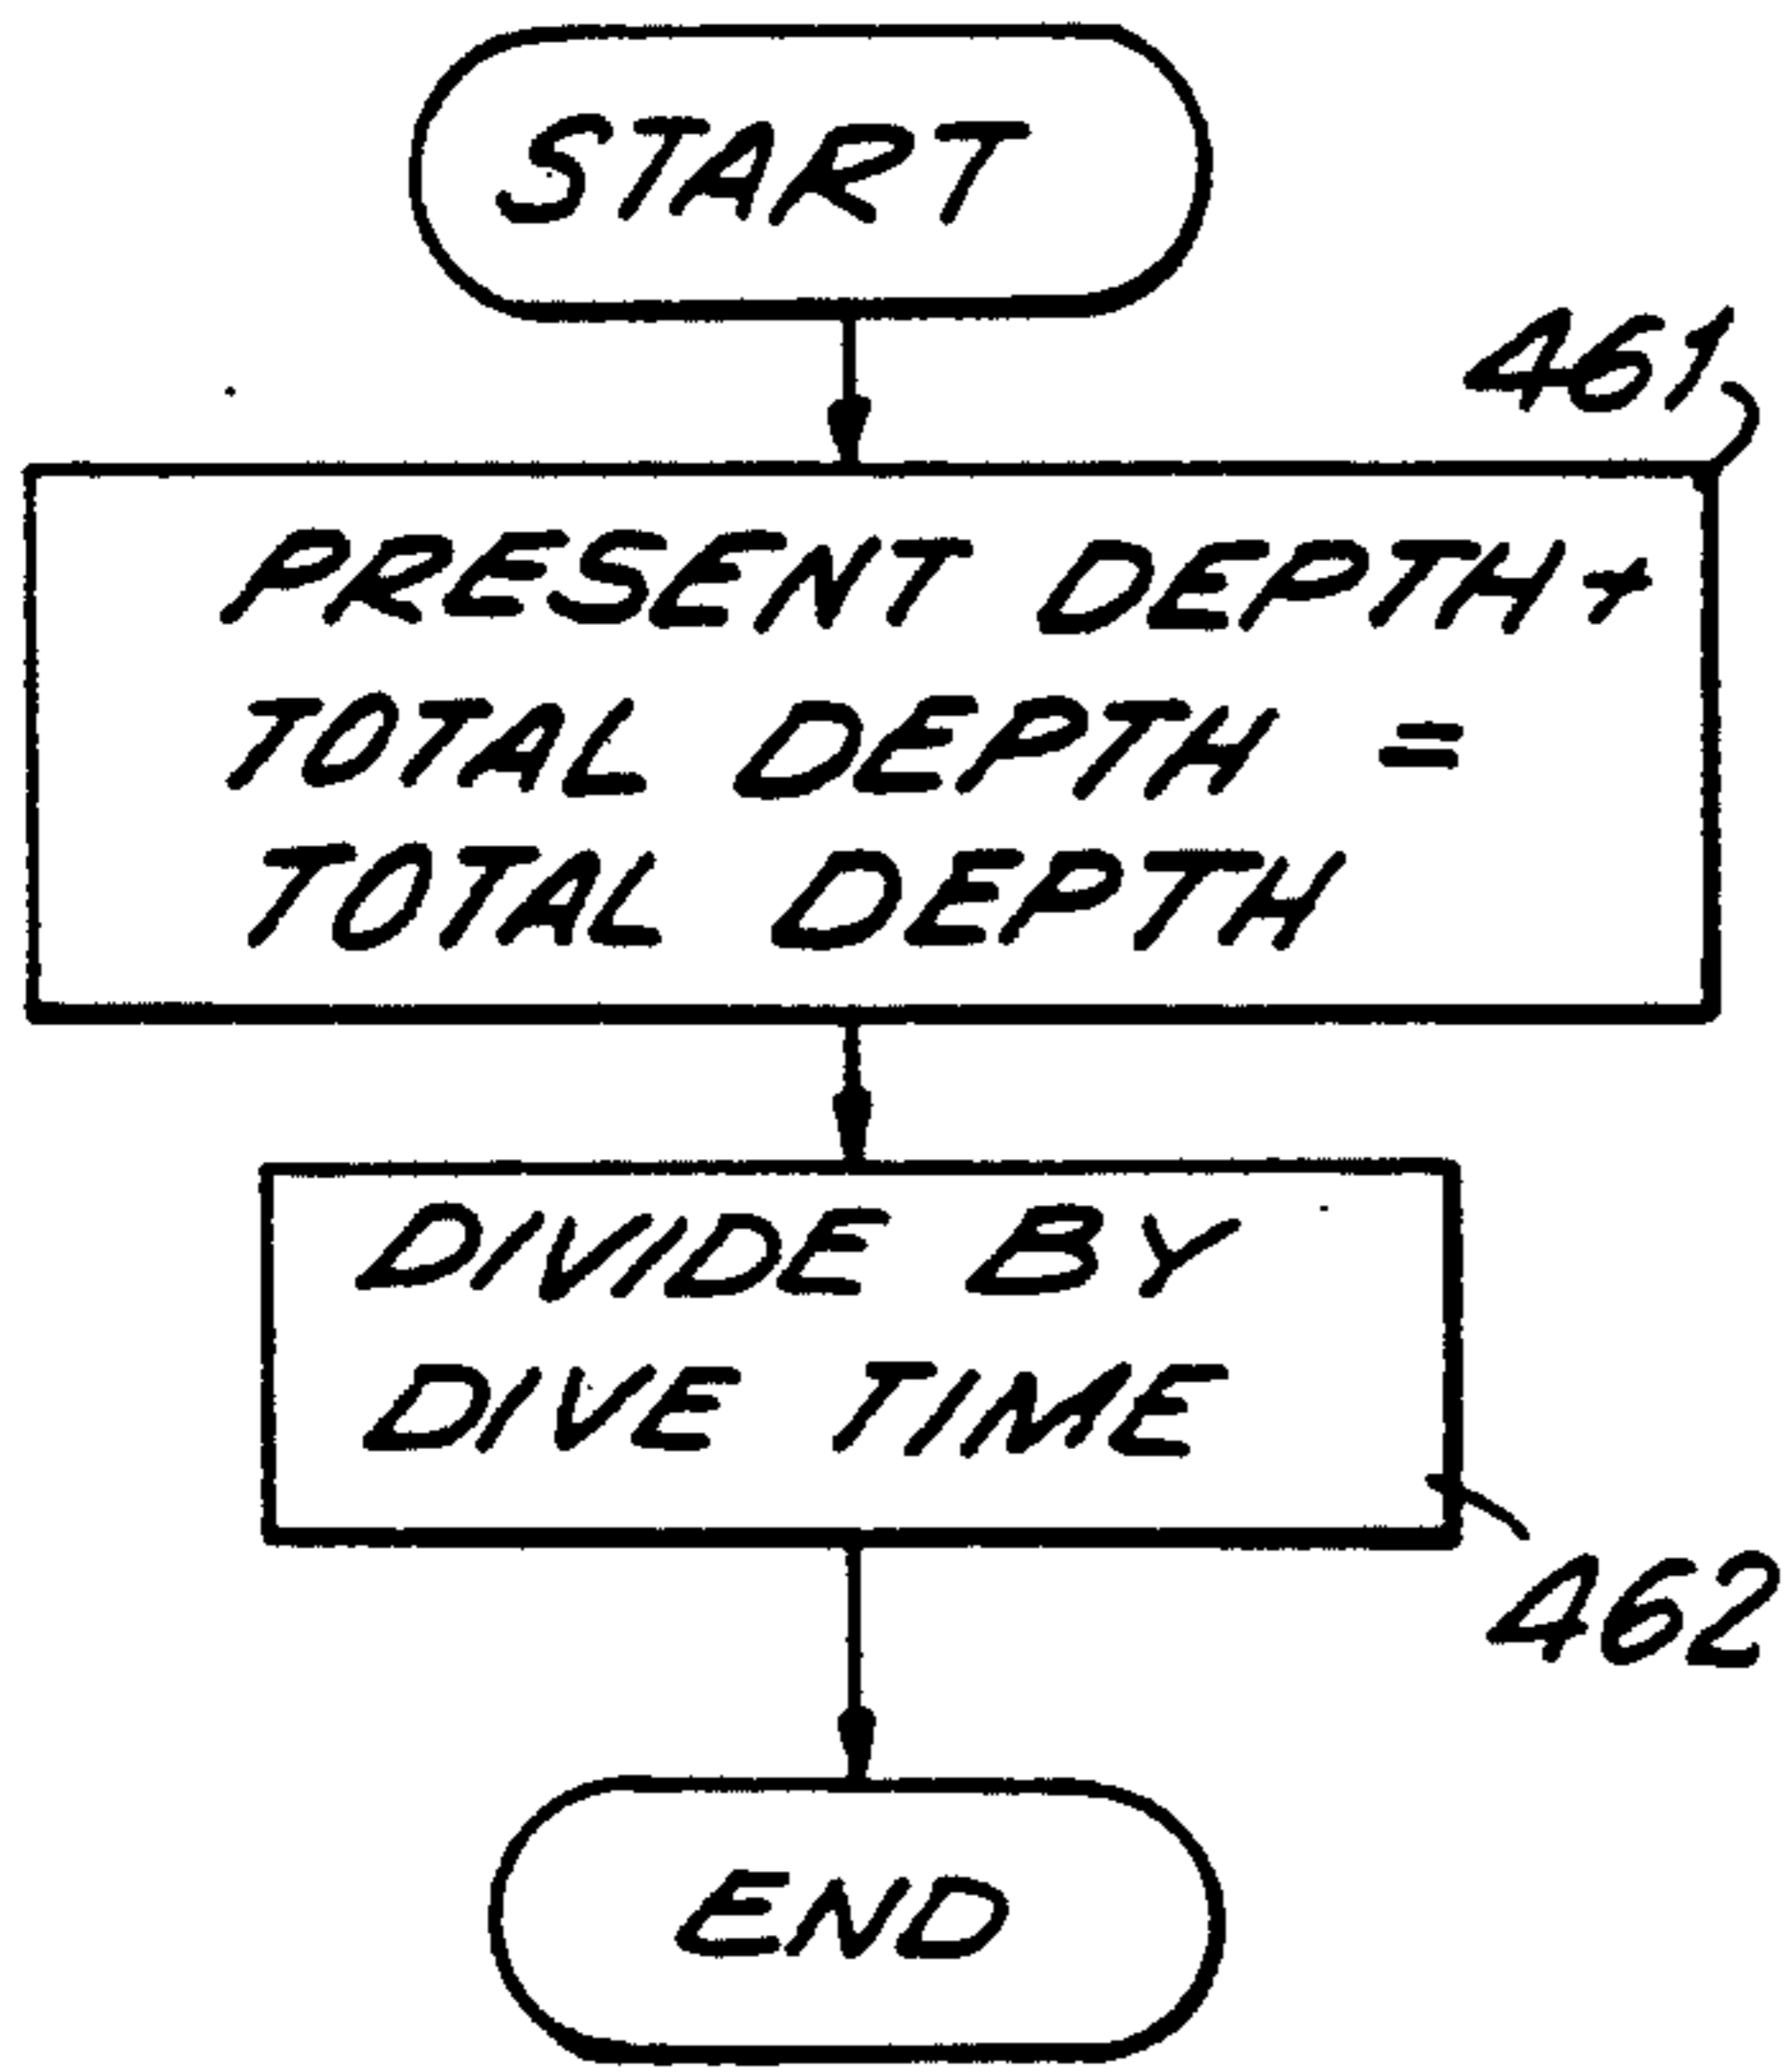 START
461
PRESENT DEPTH +
TOTAL DEPTH =
TOTAL DEPTH
DIVIDE BY
DIVE TIME
462
END